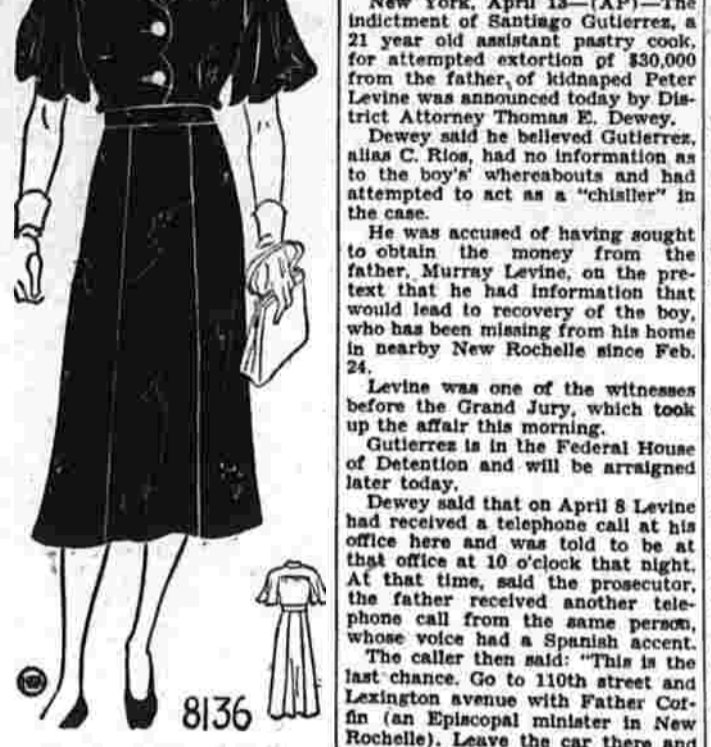 8136
New York, April 13—(AP)—The
indictment of Santiago Gutierrez, a
21 year old assistant pastry cook,
for attempted extortion of $30,000
from the father of kidnaped Peter
Levine was announced today by Dis-
trict Attorney Thomas E. Dewey.
Dewey said he believed Gutierrez,
alias C. Rios, had no information as
to the boy's' whereabouts and had
attempted to act as a "chisller" in
the case.
He was accused of having sought
to obtain the money from the
father, Murray Levine, on the pre-
text that he had information that
would lead to recovery of the boy,
who has been missing from his home
in nearby New Rochelle since Feb.
24.
Levine was one of the witnesses
before the Grand Jury, which took
up the affair this morning.
Gutierrez is in the Federal House
of Detention and will be arraigned
later today.
Dewey said that on April 8 Levine
had received a telephone call at his
office here and was told to be at
that office at 10 o'clock that night.
At that time, said the prosecutor,
the father received another tele-
phone call from the same person,
whose voice had a Spanish accent.
The caller then said: "This is the
last chance. Go to 110th street and
Lexington avenue with Father Cof-
fin (an Episcopal minister in New
Rochelle). Leave the car there and